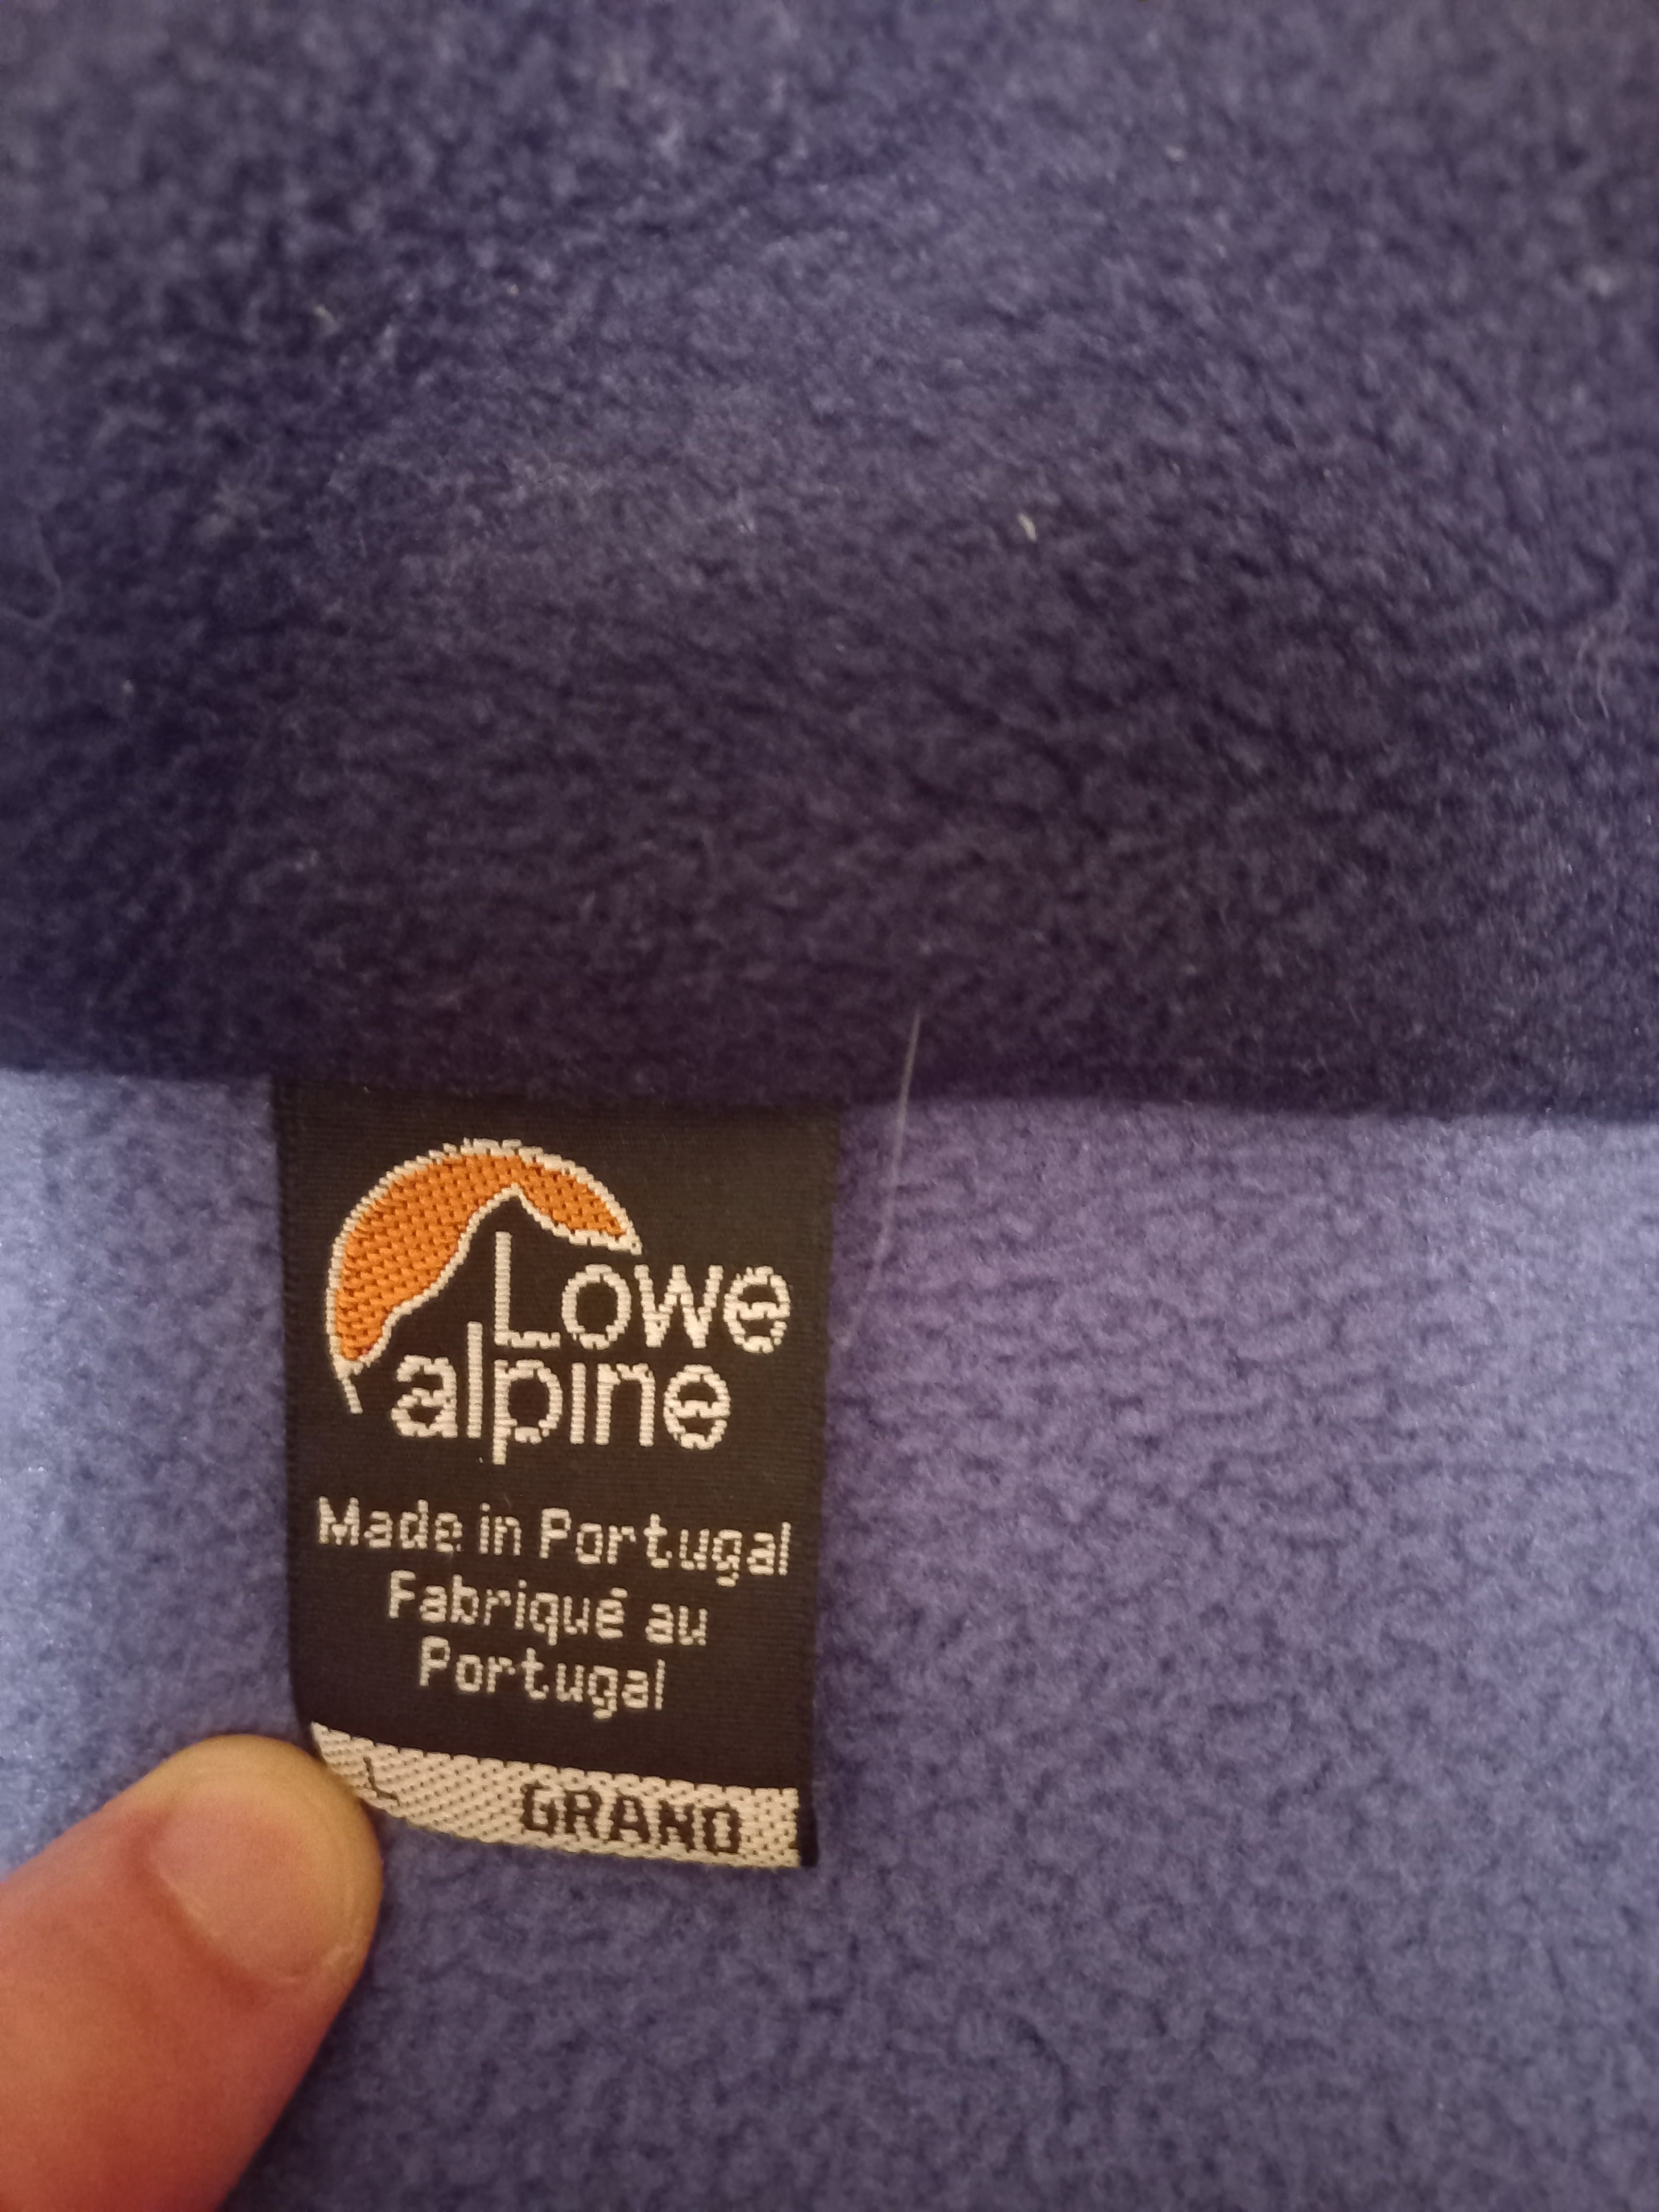 Lowe
alpine
Made in Portugal
Fabriqué au
Portugal
L GRAND